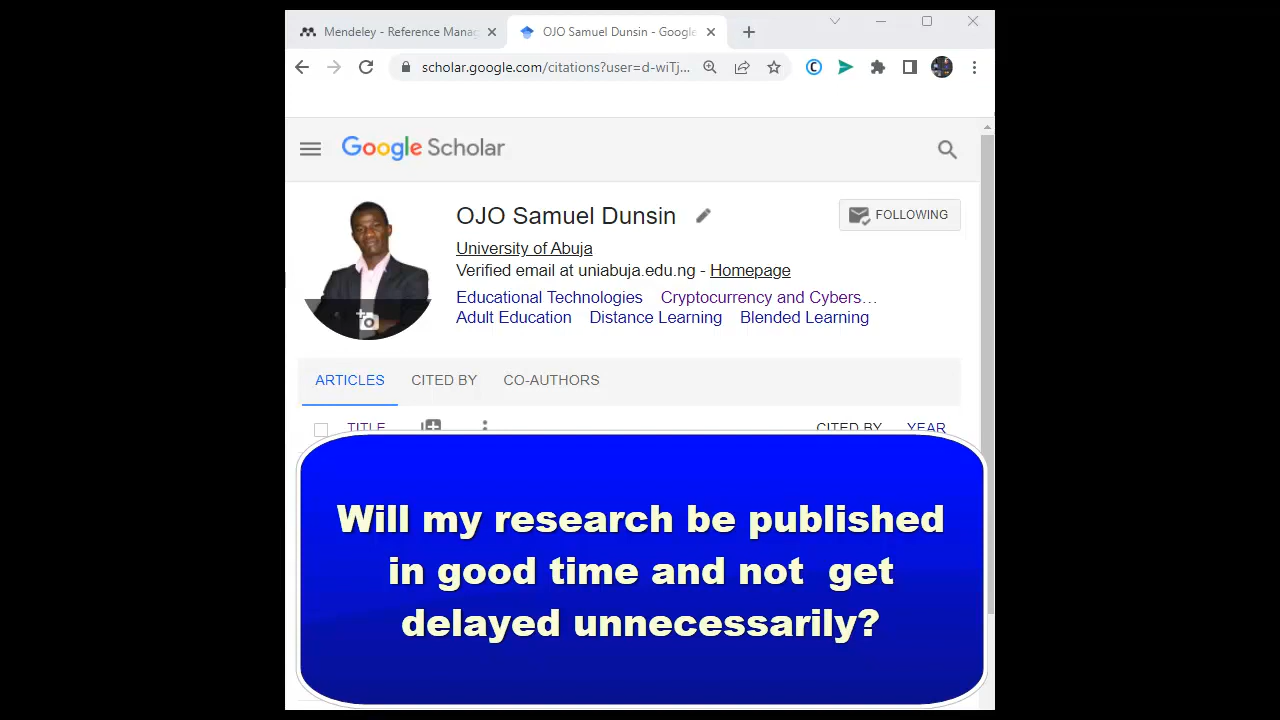 Mendeley - Reference Manag
OJO Samuel Dunsin - Google
scholar.google.com/citations?user=d-wiTj...
Google Scholar
OJO Samuel Dunsin
FOLLOWING
University of Abuja
Verified email at uniabuja.edu.ng - Homepage
Educational Technologies Cryptocurrency and Cybers...
Adult Education Distance Learning Blended Learning
ARTICLES CITED BY CO-AUTHORS
TITLE CITED BY YEAR
Will my research be published
in good time and not get
delayed unnecessarily?